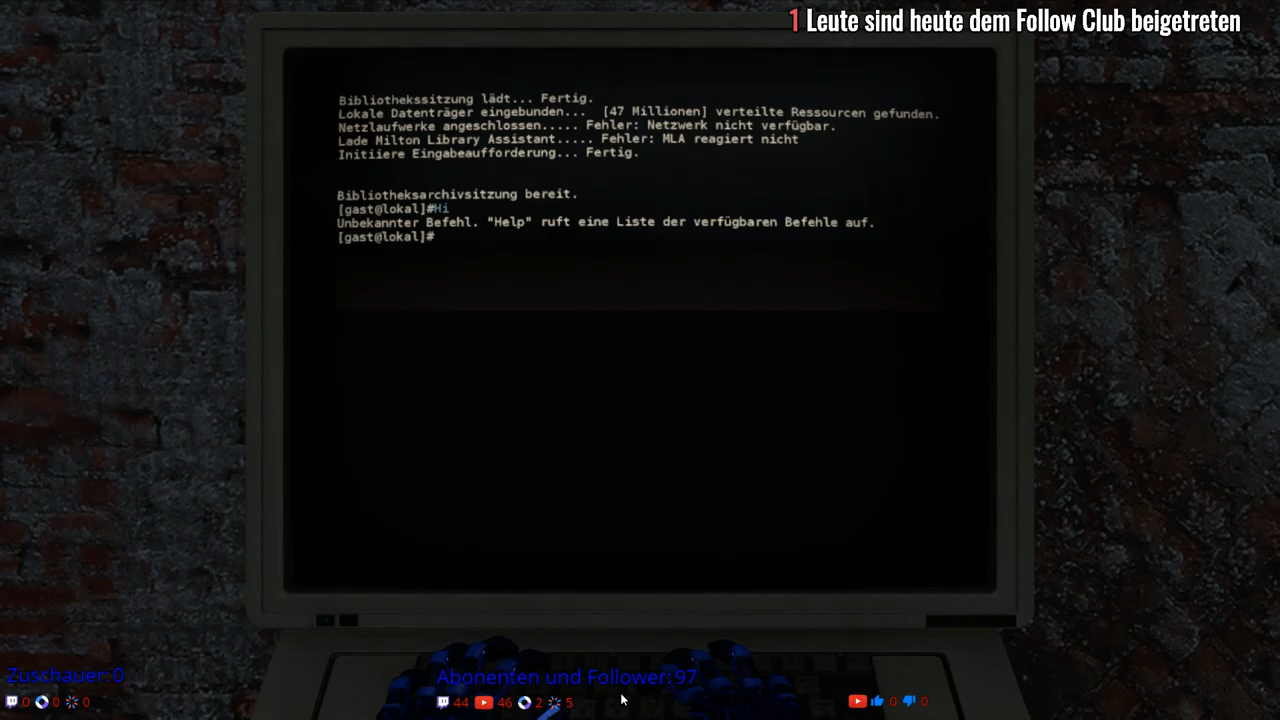 1 Leute sind heute dem Follow Club beigetreten
Bibliothekssitzung lädt... Fertig.
Lokale Datenträger eingebunden... [47 Millionen] verteilte Ressourcen gefunden.
Netzlaufwerke angeschlossen..... Fehler: Netzwerk nicht verfügbar.
Lade Milton Library Assistant..... Fehler: MLA reagiert nicht
Initiiere Eingabeaufforderung... Fertig.
Bibliotheksarchivsitzung bereit.
[gast@lokal]#Hi
Unbekannter Befehl. "Help" ruft eine Liste der verfügbaren Befehle auf.
[gast@lokal]#
Zuschauer: 0
0 0 0
Abonenten und Follower: 97
44 46 2 5
0 0